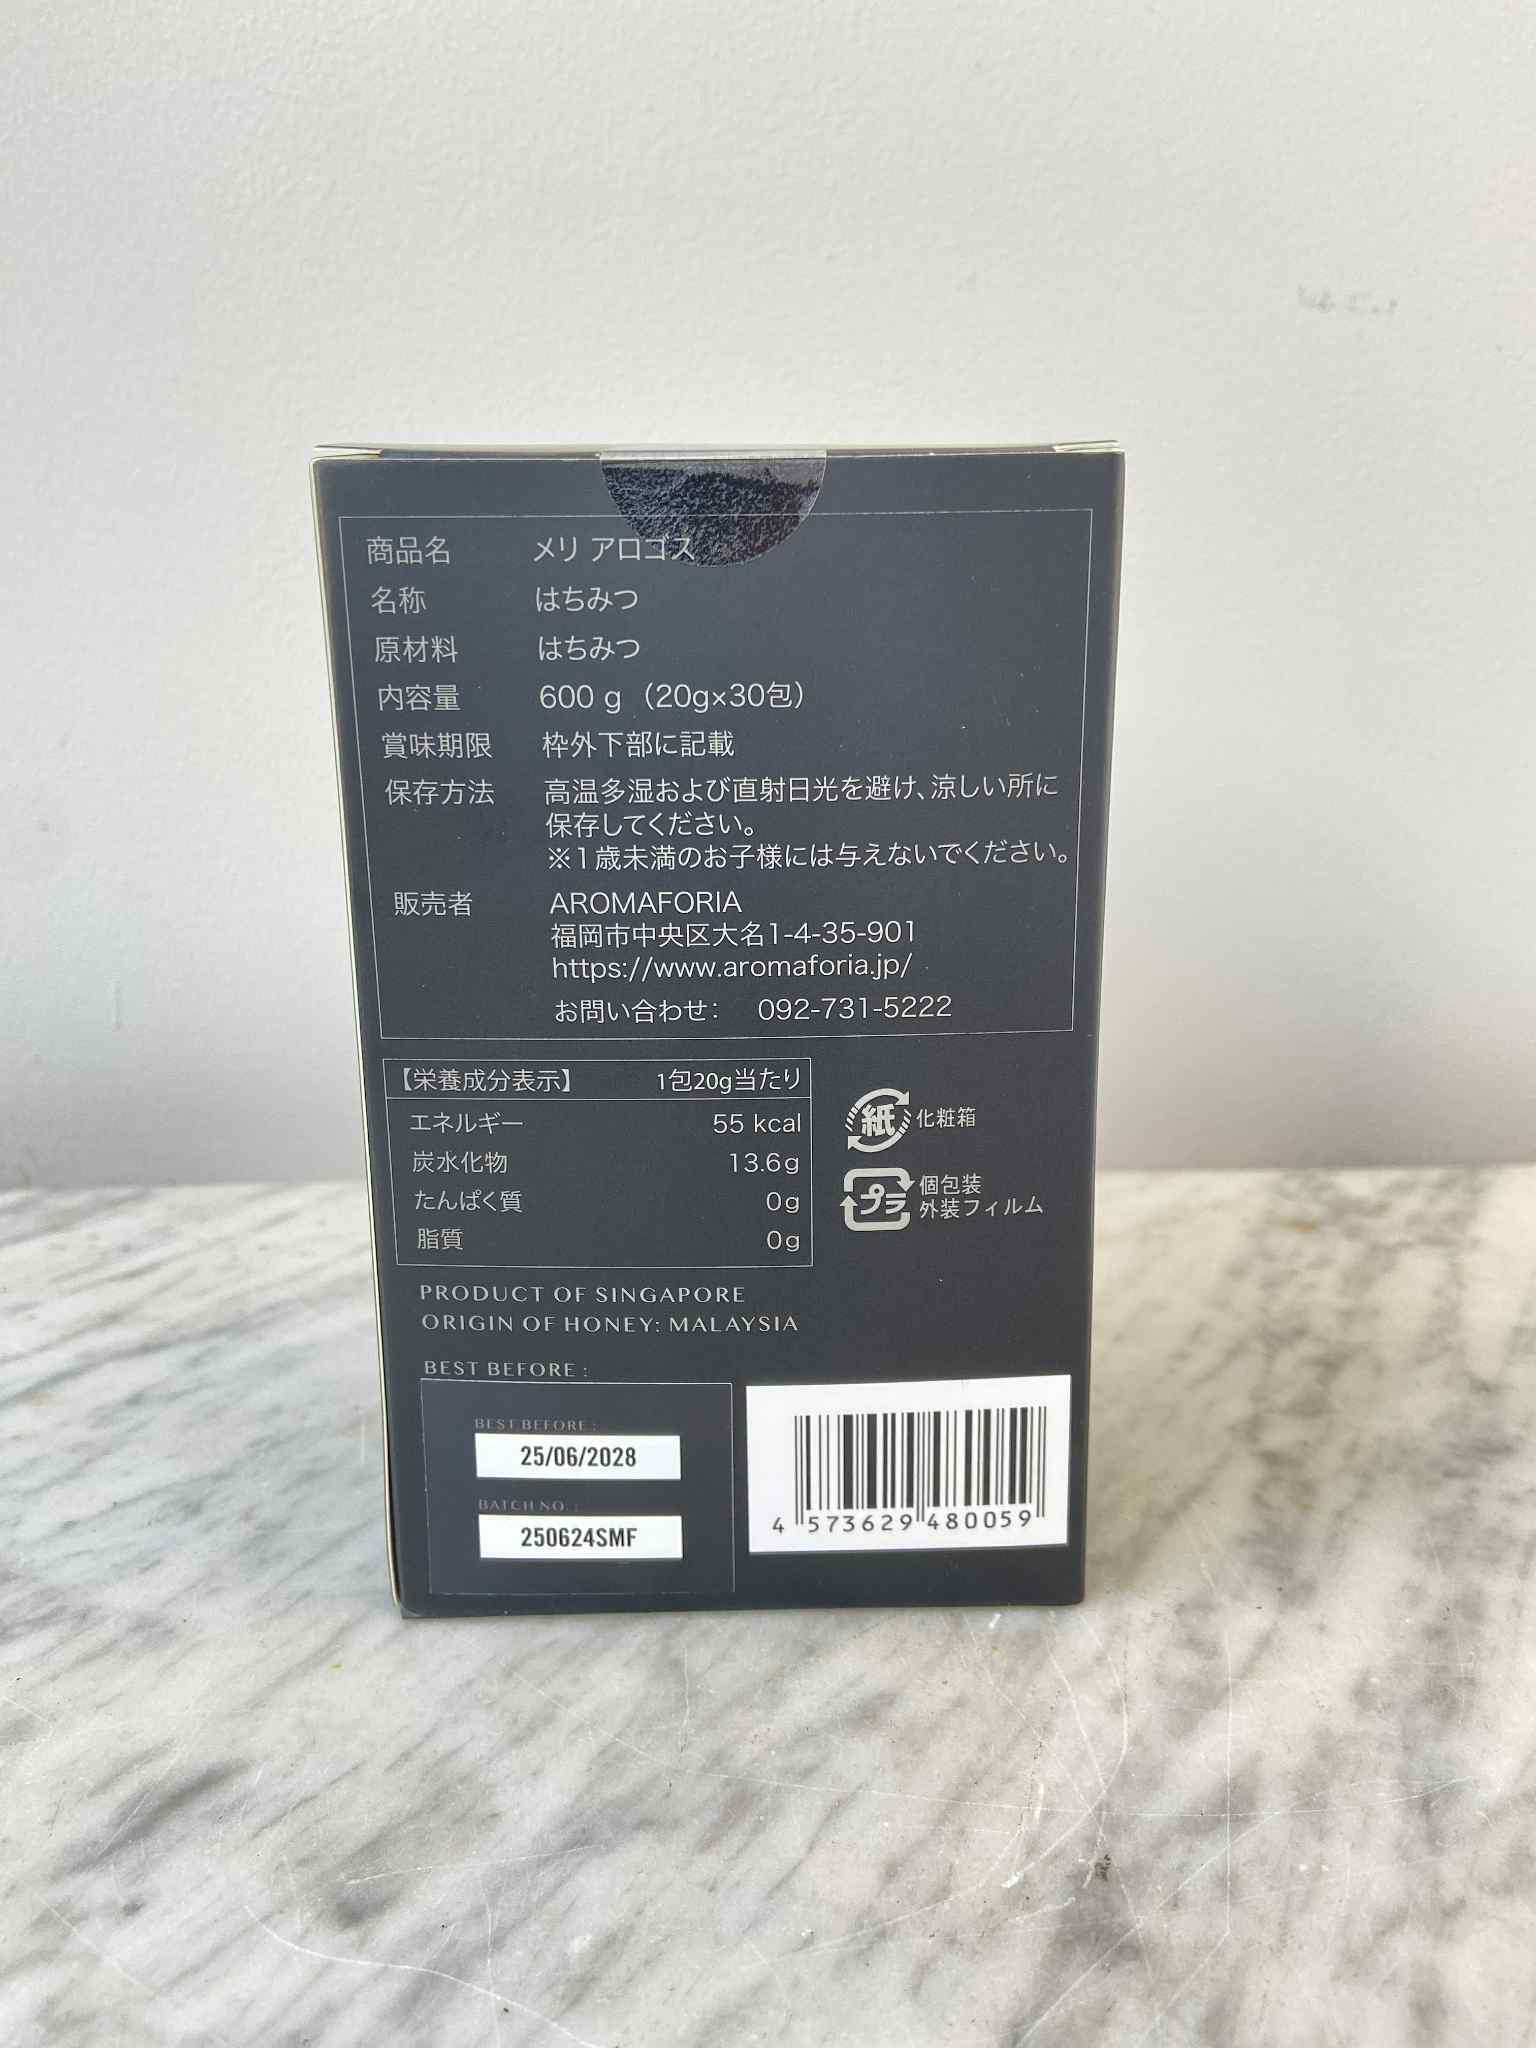 商品名 メリ アロゴス
名称 はちみつ
原材料 はちみつ
内容量 600 g（20g×30包）
賞味期限 枠外下部に記載
保存方法 高温多湿および直射日光を避け、涼しい所に
保存してください。
※1歳未満のお子様には与えないでください。
販売者 AROMAFORIA
福岡市中央区大名1-4-35-901
https://www.aromaforia.jp/
お問い合わせ： 092-731-5222
【栄養成分表示】 1包20g当たり
エネルギー 55 kcal
炭水化物 13.6g
たんぱく質 0g
脂質 0g
紙 化粧箱
プラ 個包装
外装フィルム
PRODUCT OF SINGAPORE
ORIGIN OF HONEY: MALAYSIA
BEST BEFORE :
BEST BEFORE :
25/06/2028
BATCH NO. :
250624SMF
4 573629 480059